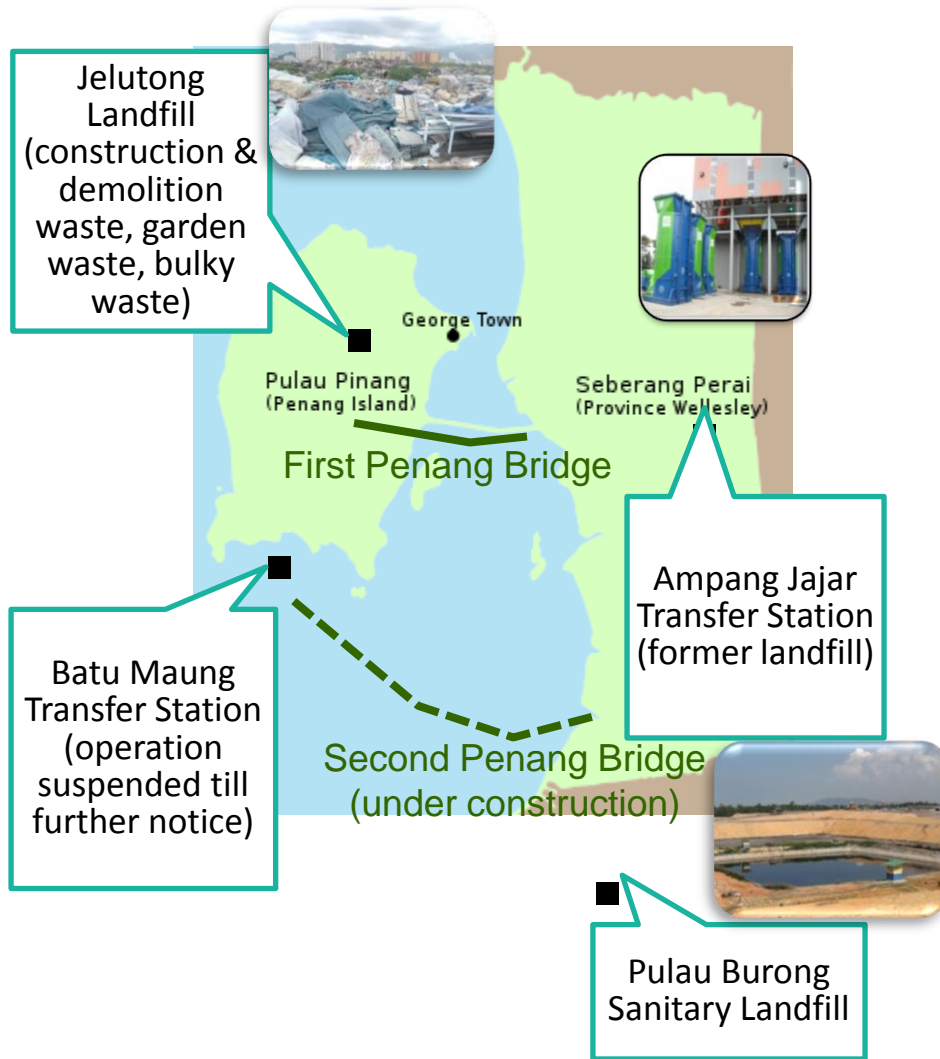 Jelutong
Landfill
(construction &
demolition
waste, garden
waste, bulky
waste)
George Town
Pulau Pinang
(Penang Island)
Seberang Perai
(Province Wellesley)
First Penang Bridge
Ampang Jajar
Transfer Station
(former landfill)
Batu Maung
Transfer Station
(operation
suspended till
further notice)
Second Penang Bridge
(under construction)
Pulau Burong
Sanitary Landfill